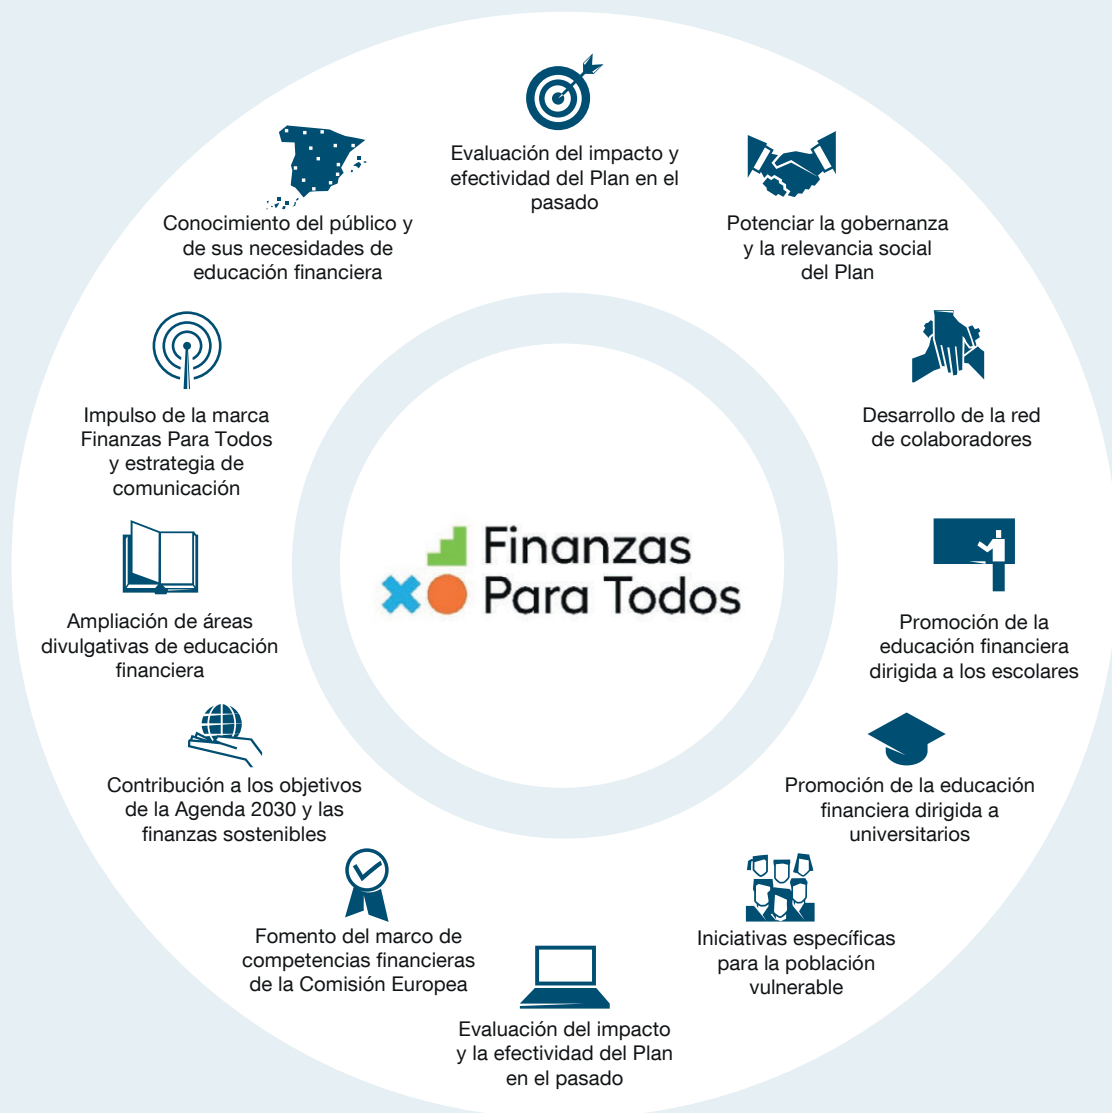 Evaluación del impacto y
efectividad del Plan en el
pasado
Potenciar la gobernanza
y la relevancia social
del Plan
Desarrollo de la red
de colaboradores
Promoción de la
educación financiera
dirigida a los escolares
Promoción de la educación
financiera dirigida a
universitarios
Iniciativas específicas
para la población
vulnerable
Evaluación del impacto
y la efectividad del Plan
en el pasado
Fomento del marco de
competencias financieras
de la Comisión Europea
Contribución a los objetivos
de la Agenda 2030 y las
finanzas sostenibles
Ampliación de áreas
divulgativas de educación
financiera
Impulso de la marca
Finanzas Para Todos
y estrategia de
comunicación
Conocimiento del público y
de sus necesidades de
educación financiera
Finanzas
Para Todos